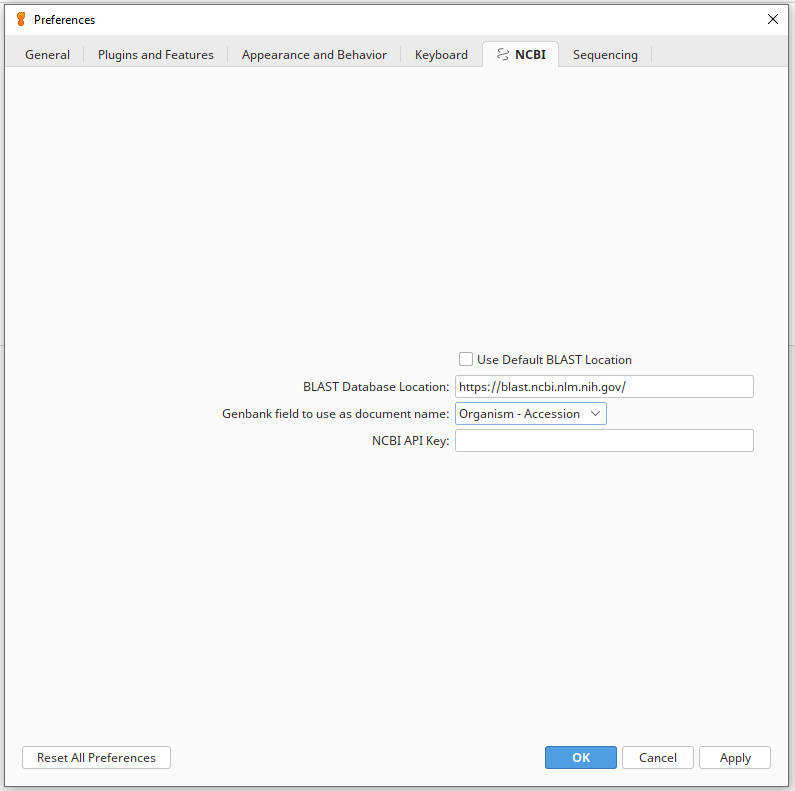 Preferences
General Plugins and Features Appearance and Behavior Keyboard NCBI Sequencing
Use Default BLAST Location
BLAST Database Location: https://blast.ncbi.nlm.nih.gov/
Genbank field to use as document name: Organism - Accession
NCBI API Key:
Reset All Preferences OK Cancel Apply